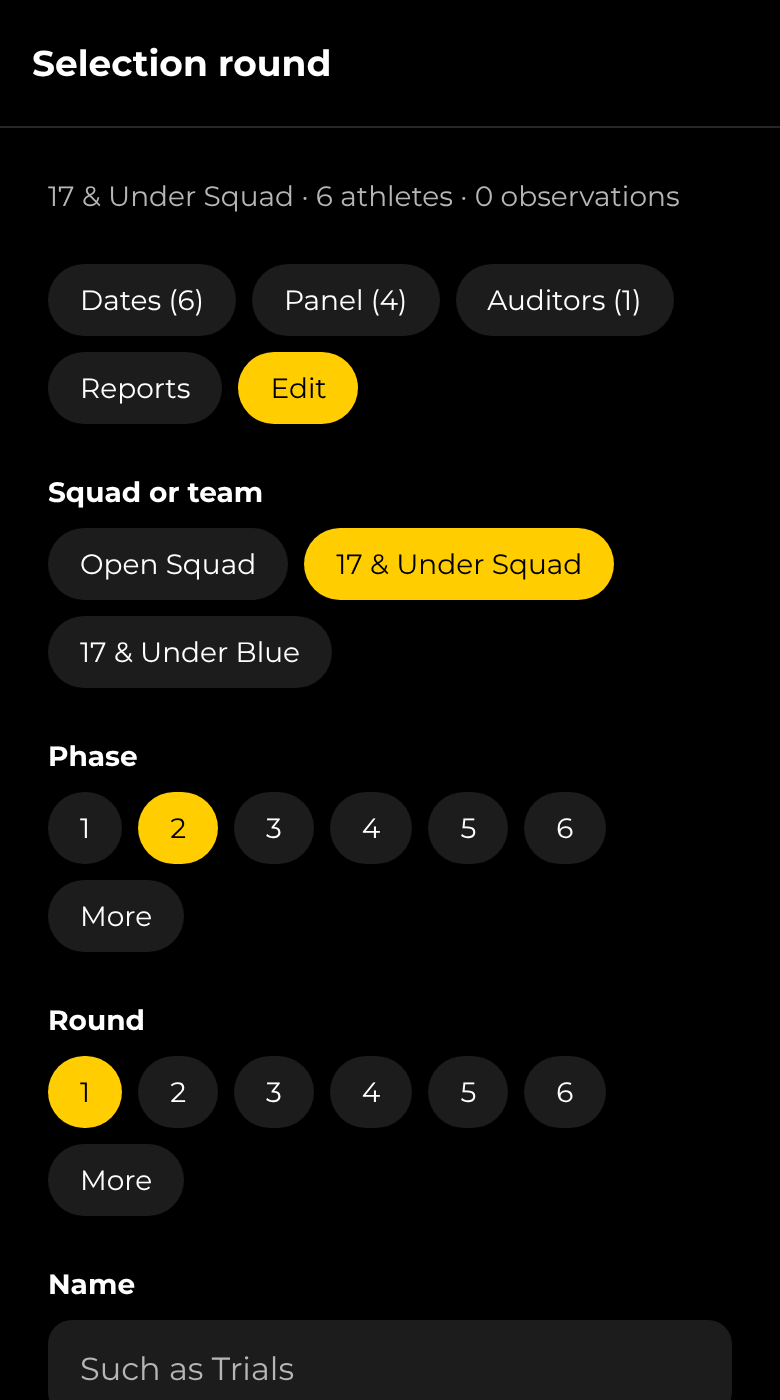 Selection round
17 & Under Squad · 6 athletes · 0 observations
Dates (6) Panel (4) Auditors (1)
Reports Edit
Squad or team
Open Squad 17 & Under Squad
17 & Under Blue
Phase
1 2 3 4 5 6
More
Round
1 2 3 4 5 6
More
Name
Such as Trials